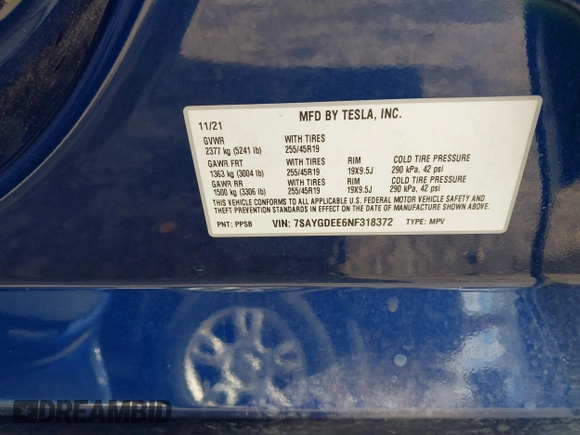 MFD BY TESLA, INC.
11/21
GVWR WITH TIRES
2377 kg (5241 lb) 255/45R19
GAWR FRT WITH TIRES RIM COLD TIRE PRESSURE
1363 kg (3004 lb) 255/45R19 19X9.5J 290 kPa, 42 psi
GAWR RR WITH TIRES RIM COLD TIRE PRESSURE
1500 kg (3306 lb) 255/45R19 19X9.5J 290 kPa, 42 psi
THIS VEHICLE CONFORMS TO ALL APPLICABLE U.S. FEDERAL MOTOR VEHICLE SAFETY AND
THEFT PREVENTION STANDARDS IN EFFECT ON THE DATE OF MANUFACTURE SHOWN ABOVE.
PNT: PPSB VIN: 7SAYGDEE6NF318372 TYPE: MPV
DREAMBID